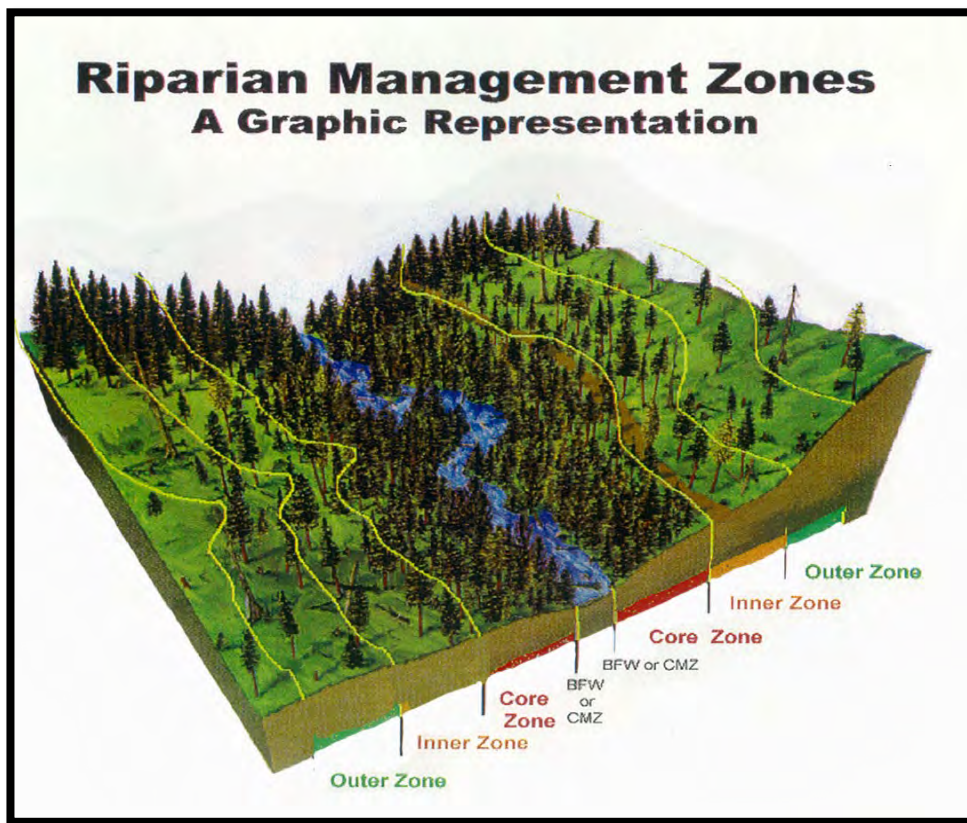 Riparian Management Zones
A Graphic Representation
Outer Zone
Inner Zone
Core Zone
BFW or CMZ
BFW
or
CMZ
Core
Zone
Inner Zone
Outer Zone